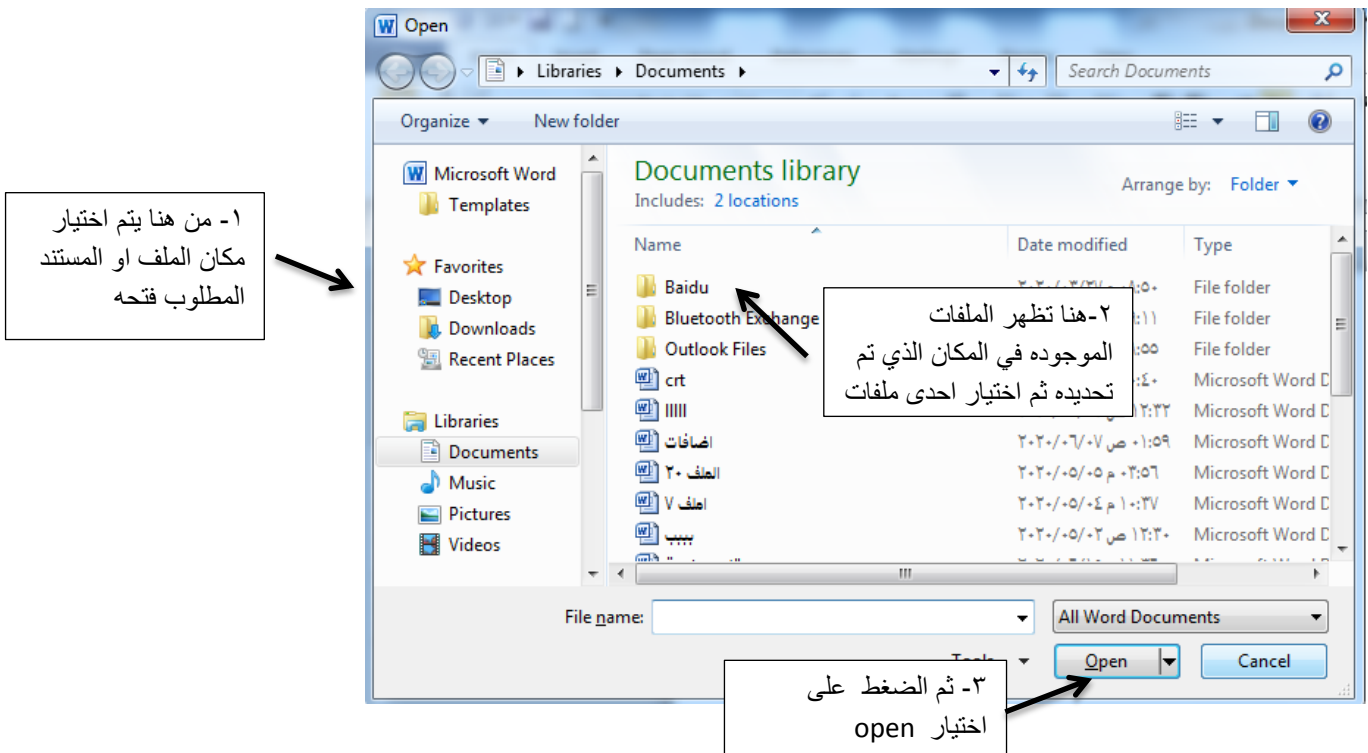 Open
Libraries
Documents
Search Documents
Organize
New folder
Microsoft Word
Templates
Favorites
Desktop
Downloads
Recent Places
Libraries
Documents
Music
Pictures
Videos
Documents library
Includes: 2 locations
Arrange by: Folder
Name Date modified Type
Baidu File folder
Bluetooth Exchange File folder
Outlook Files File folder
crt Microsoft Word D
lllll ١٢:٣٢ Microsoft Word D
اضافات ٠١:٥٩ ص ٢٠٢٠/٠٦/٠٧ Microsoft Word D
الملف ٢٠ ٠٣:٥٦ م ٢٠٢٠/٠٥/٠٥ Microsoft Word D
املف ٧ ١٠:٣٧ م ٢٠٢٠/٠٥/٠٤ Microsoft Word D
بببب ١٢:٣٠ ص ٢٠٢٠/٠٥/٠٢ Microsoft Word D
File name:
All Word Documents
Open
Cancel
١- من هنا يتم اختيار
مكان الملف او المستند
المطلوب فتحه
٢-هنا تظهر الملفات
الموجوده في المكان الذي تم
تحديده ثم اختيار احدى ملفات
٣- ثم الضغط على
اختيار open